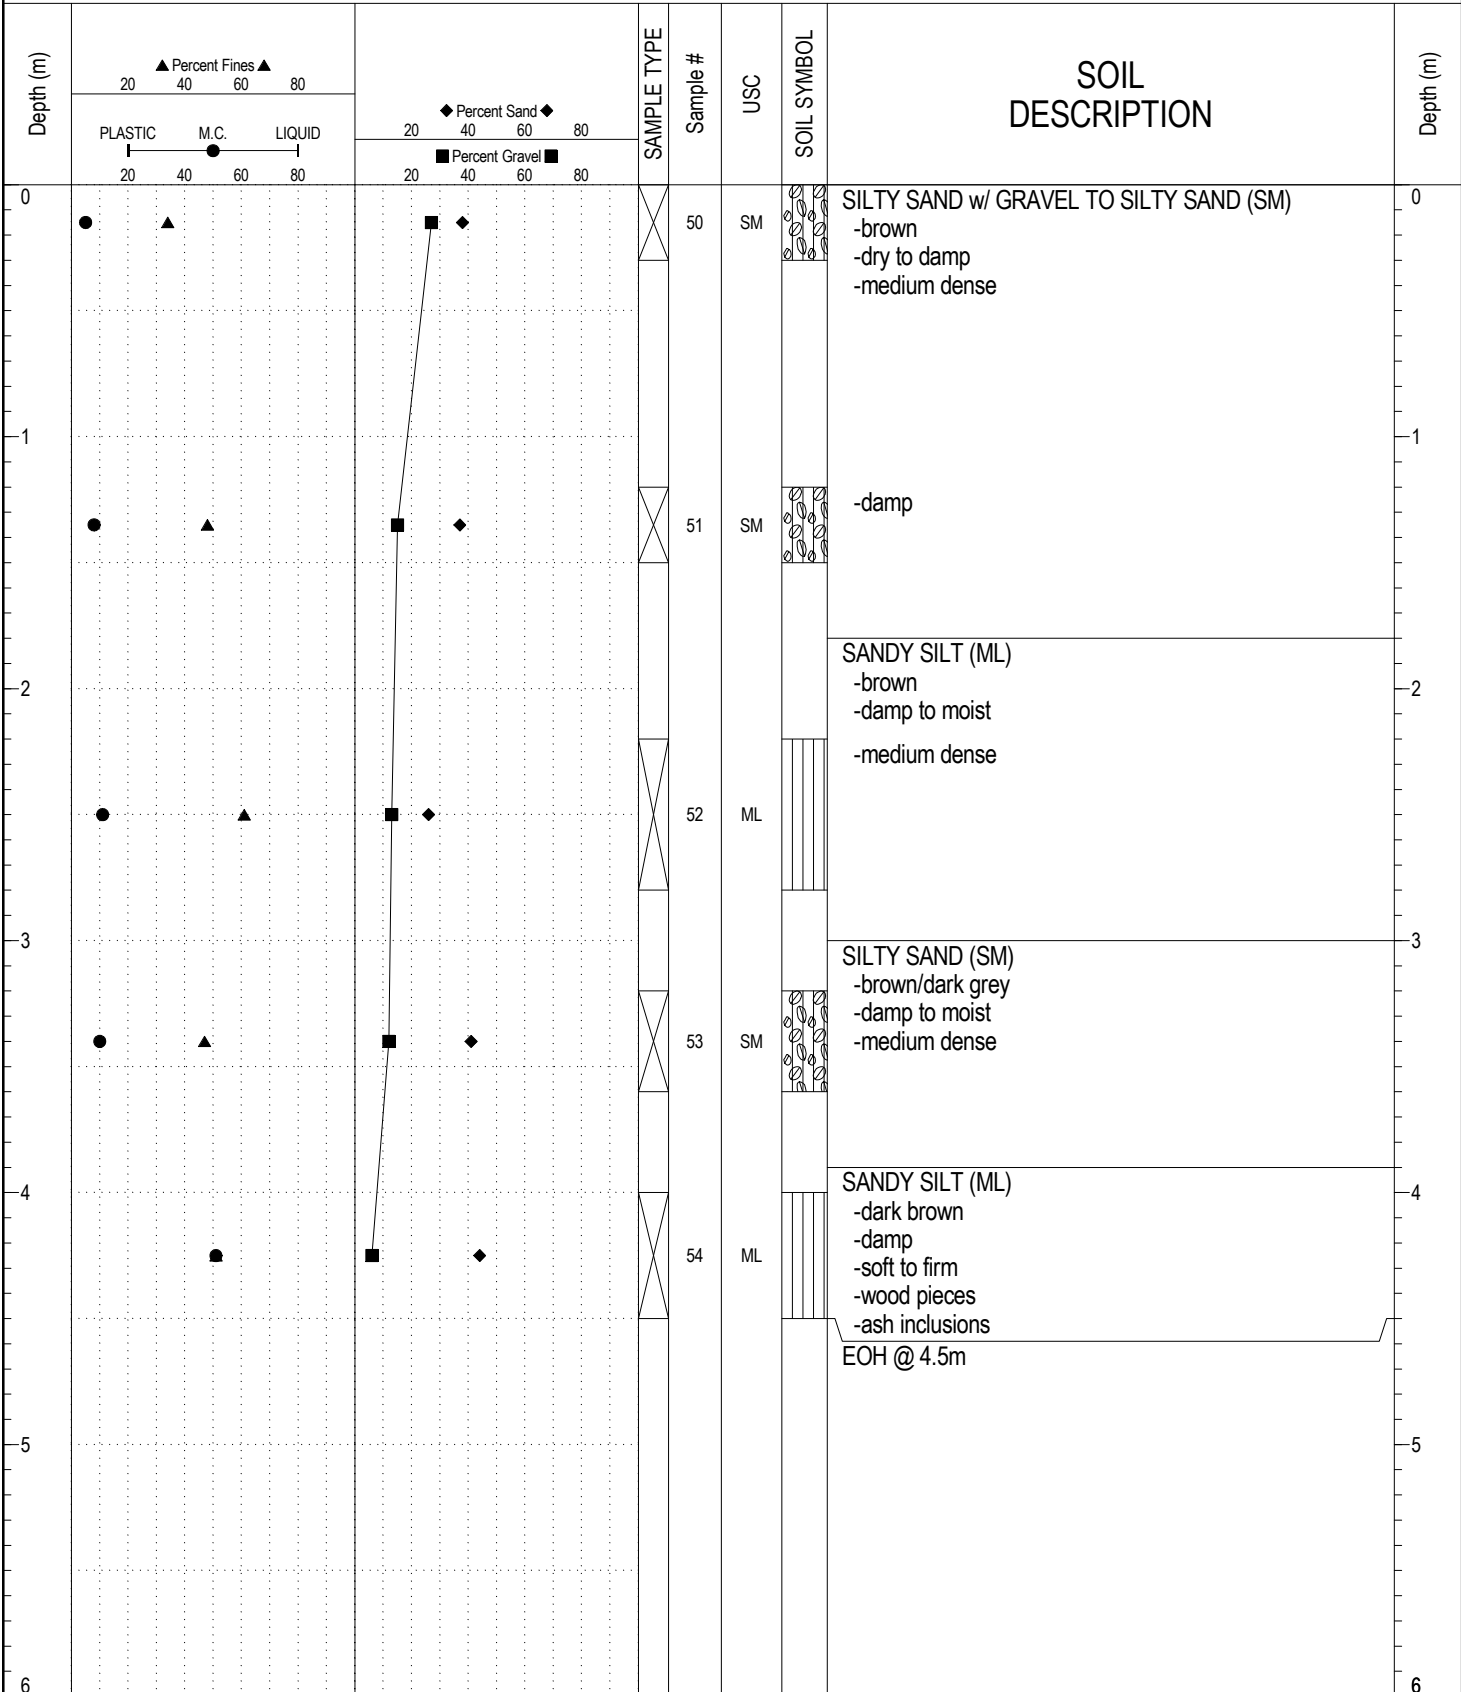 Depth (m)
▲ Percent Fines ▲
20 40 60 80
PLASTIC M.C. LIQUID
20 40 60 80
◆ Percent Sand ◆
20 40 60 80
■ Percent Gravel ■
20 40 60 80
SAMPLE TYPE
Sample #
USC
SOIL SYMBOL
SOIL
DESCRIPTION
Depth (m)
0 SILTY SAND w/ GRAVEL TO SILTY SAND (SM) 0
50 SM
-brown
-dry to damp
-medium dense
1 1
-damp
51 SM
SANDY SILT (ML)
-brown
2 2
-damp to moist
-medium dense
52 ML
3 3
SILTY SAND (SM)
-brown/dark grey
-damp to moist
53 SM -medium dense
SANDY SILT (ML)
4 4
-dark brown
-damp
54 ML
-soft to firm
-wood pieces
-ash inclusions
EOH @ 4.5m
5 5
6 6